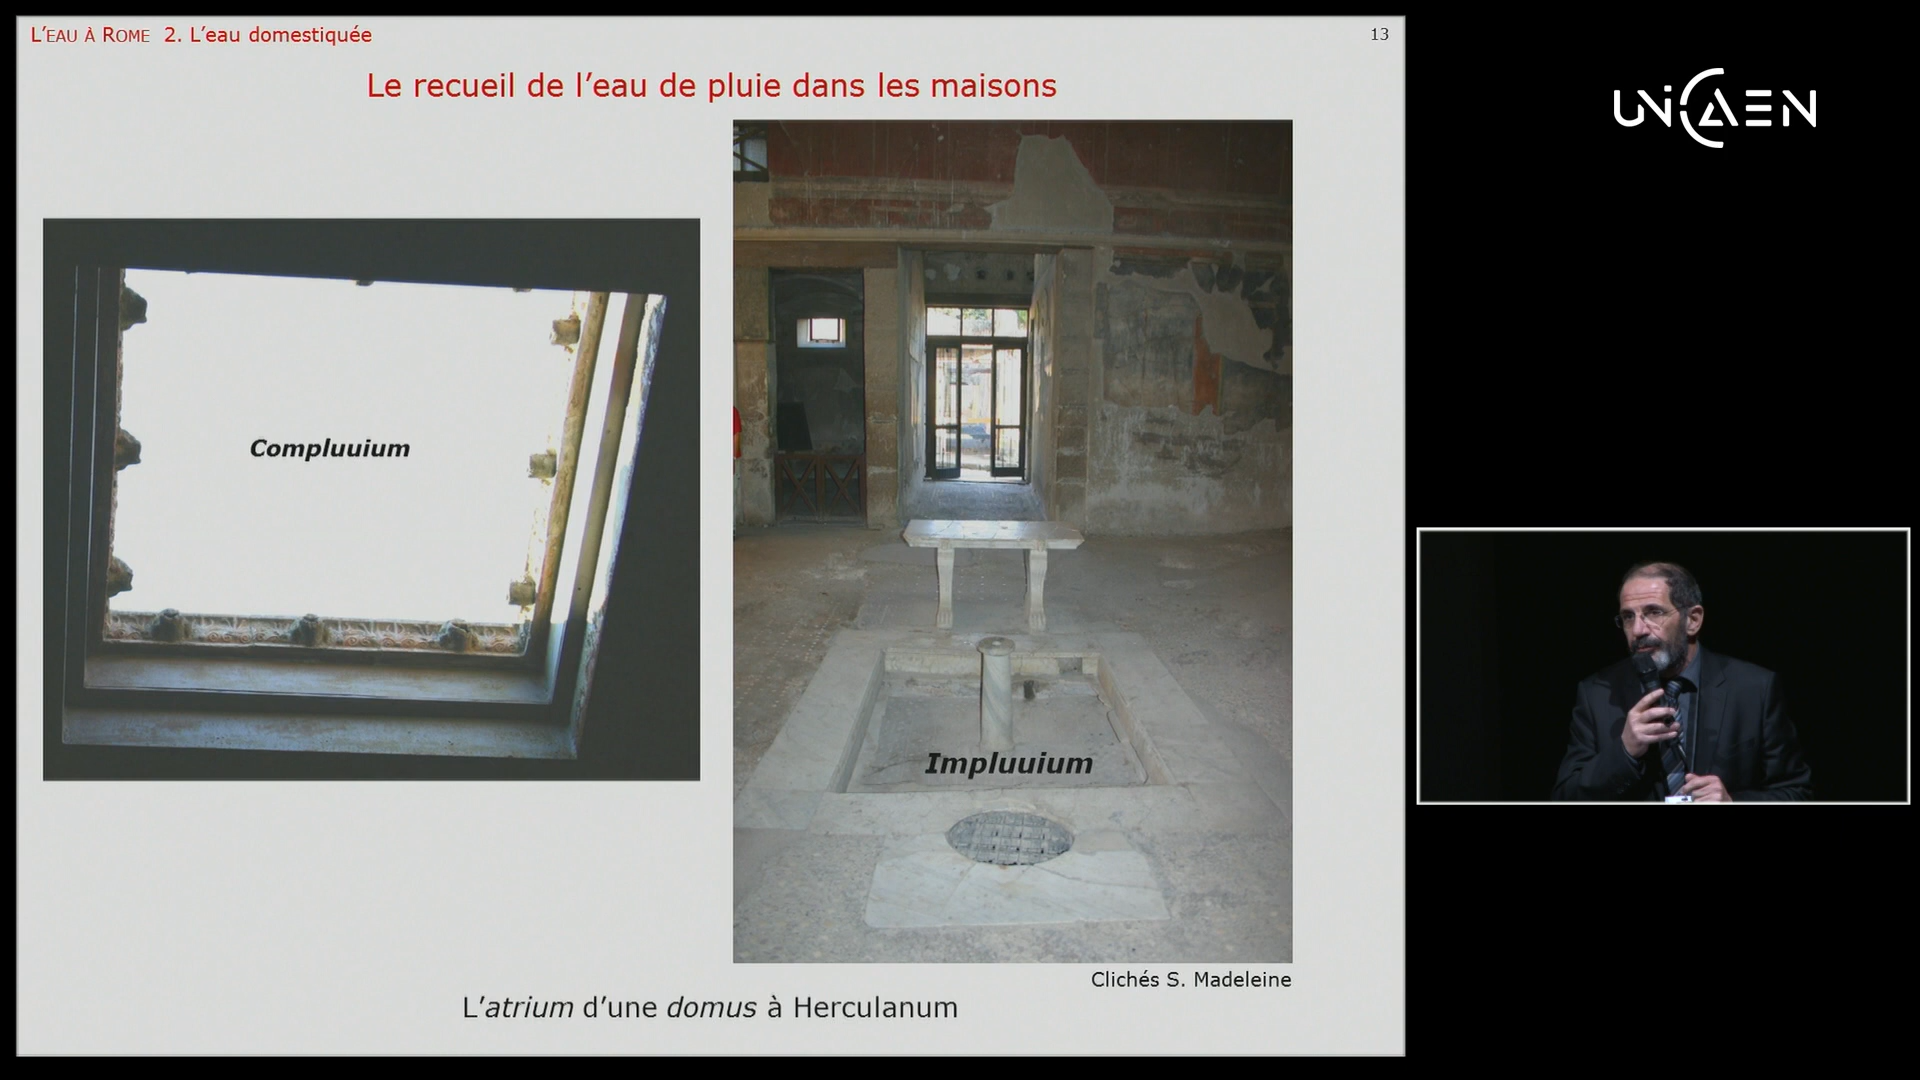 L'EAU À ROME 2. L'eau domestiquée
13
Le recueil de l'eau de pluie dans les maisons
Compluuium
Impluuium
Clichés S. Madeleine
L'atrium d'une domus à Herculanum
UNICAEN